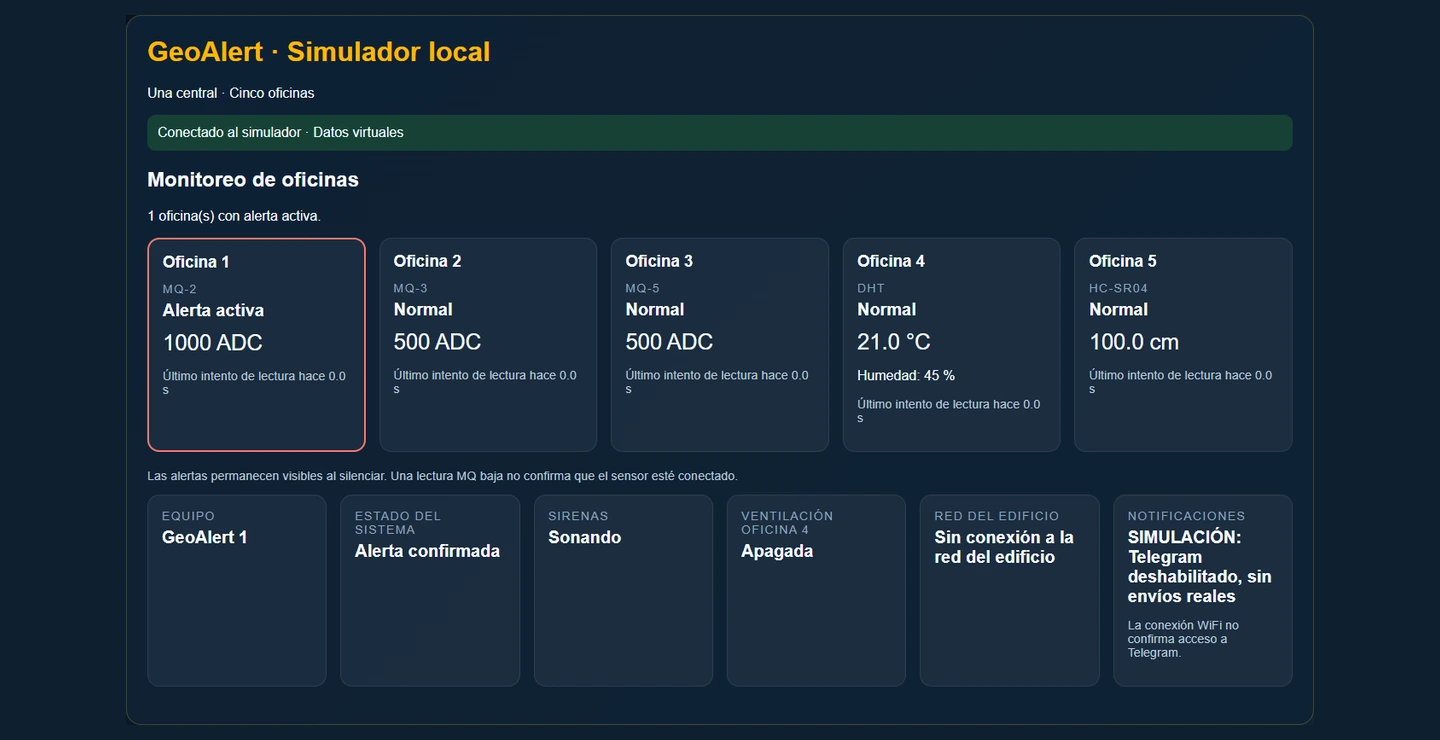 GeoAlert · Simulador local
Una central · Cinco oficinas
Conectado al simulador · Datos virtuales
Monitoreo de oficinas
1 oficina(s) con alerta activa.
Oficina 1
MQ-2
Alerta activa
1000 ADC
Último intento de lectura hace 0.0
s
Oficina 2
MQ-3
Normal
500 ADC
Último intento de lectura hace 0.0
s
Oficina 3
MQ-5
Normal
500 ADC
Último intento de lectura hace 0.0
s
Oficina 4
DHT
Normal
21.0 °C
Humedad: 45 %
Último intento de lectura hace 0.0
s
Oficina 5
HC-SR04
Normal
100.0 cm
Último intento de lectura hace 0.0
s
Las alertas permanecen visibles al silenciar. Una lectura MQ baja no confirma que el sensor esté conectado.
EQUIPO
GeoAlert 1
ESTADO DEL
SISTEMA
Alerta confirmada
SIRENAS
Sonando
VENTILACIÓN
OFICINA 4
Apagada
RED DEL EDIFICIO
Sin conexión a la
red del edificio
NOTIFICACIONES
SIMULACIÓN:
Telegram
deshabilitado, sin
envíos reales
La conexión WiFi no
confirma acceso a
Telegram.